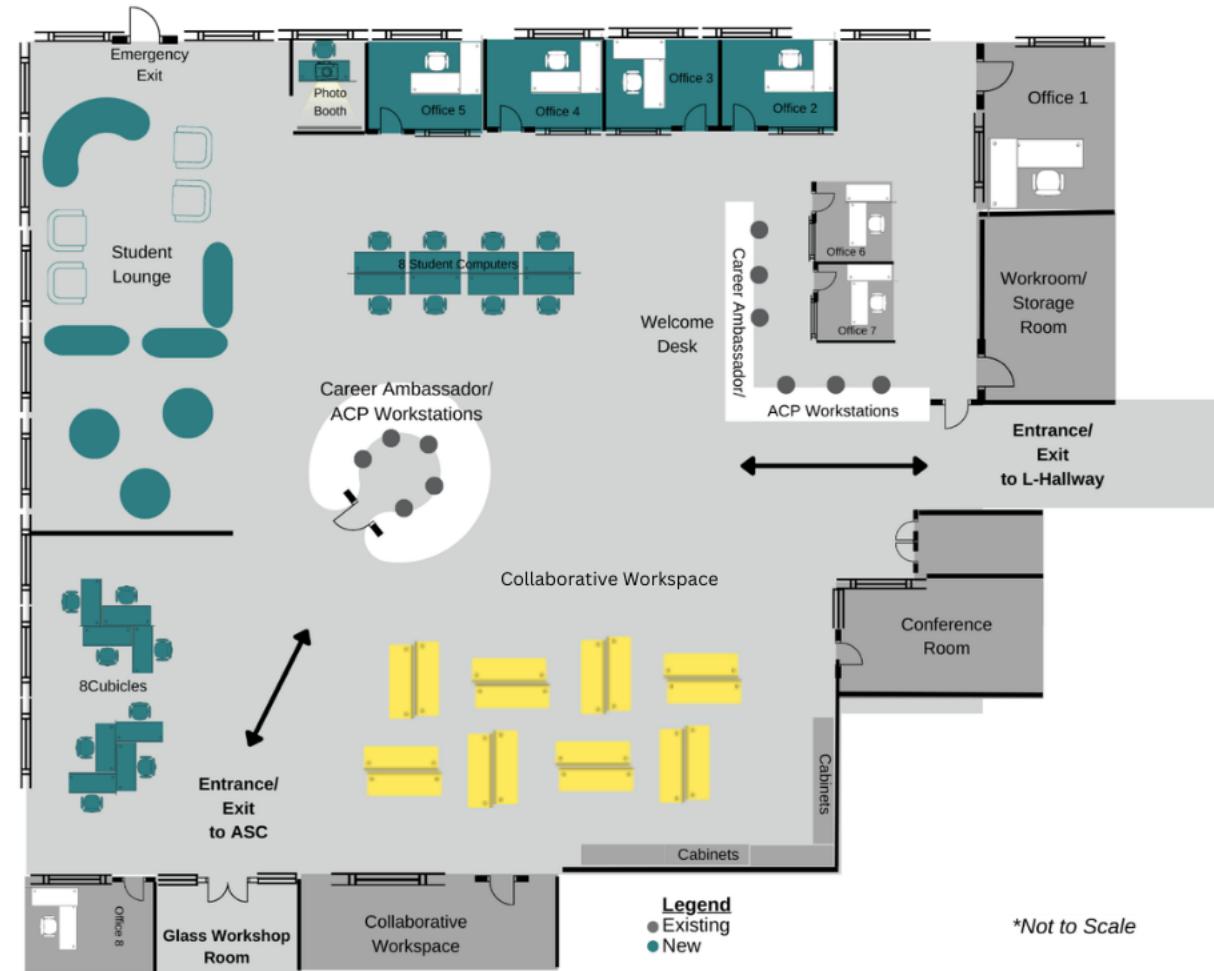 Emergency
Exit
Photo
Booth
Office 5
Office 4
Office 3
Office 2
Office 1
Student
Lounge
8 Student Computers
Career Ambassador/
Office 6
Office 7
Workroom/
Storage
Room
Welcome
Desk
ACP Workstations
Career Ambassador/
ACP Workstations
Entrance/
Exit
to L-Hallway
Collaborative Workspace
Conference
Room
8Cubicles
Entrance/
Exit
to ASC
Cabinets
Cabinets
Office 8
Glass Workshop
Room
Collaborative
Workspace
Legend
Existing
New
*Not to Scale